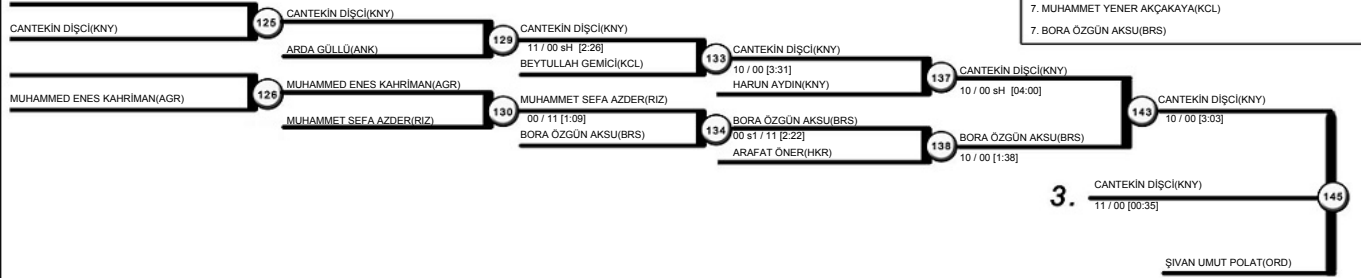 7. MUHAMMET YENER AKÇAKAYA(KCL)
7. BORA ÖZGÜN AKSU(BRS)
CANTEKİN DİŞCİ(KNY)
125
CANTEKİN DİŞCİ(KNY)
ARDA GÜLLÜ(ANK)
129
CANTEKİN DİŞCİ(KNY)
11 / 00 sH [2:26]
BEYTULLAH GEMİCİ(KCL)
133
CANTEKİN DİŞCİ(KNY)
10 / 00 [3:31]
HARUN AYDIN(KNY)
137
CANTEKİN DİŞCİ(KNY)
10 / 00 sH [04:00]
143
CANTEKİN DİŞCİ(KNY)
10 / 00 [3:03]
MUHAMMED ENES KAHRİMAN(AGR)
126
MUHAMMED ENES KAHRİMAN(AGR)
MUHAMMET SEFA AZDER(RIZ)
130
MUHAMMET SEFA AZDER(RIZ)
00 / 11 [1:09]
BORA ÖZGÜN AKSU(BRS)
134
BORA ÖZGÜN AKSU(BRS)
00 s1 / 11 [2:22]
ARAFAT ÖNER(HKR)
138
BORA ÖZGÜN AKSU(BRS)
10 / 00 [1:38]
3.
CANTEKİN DİŞCİ(KNY)
11 / 00 [00:35]
145
ŞIVAN UMUT POLAT(ORD)